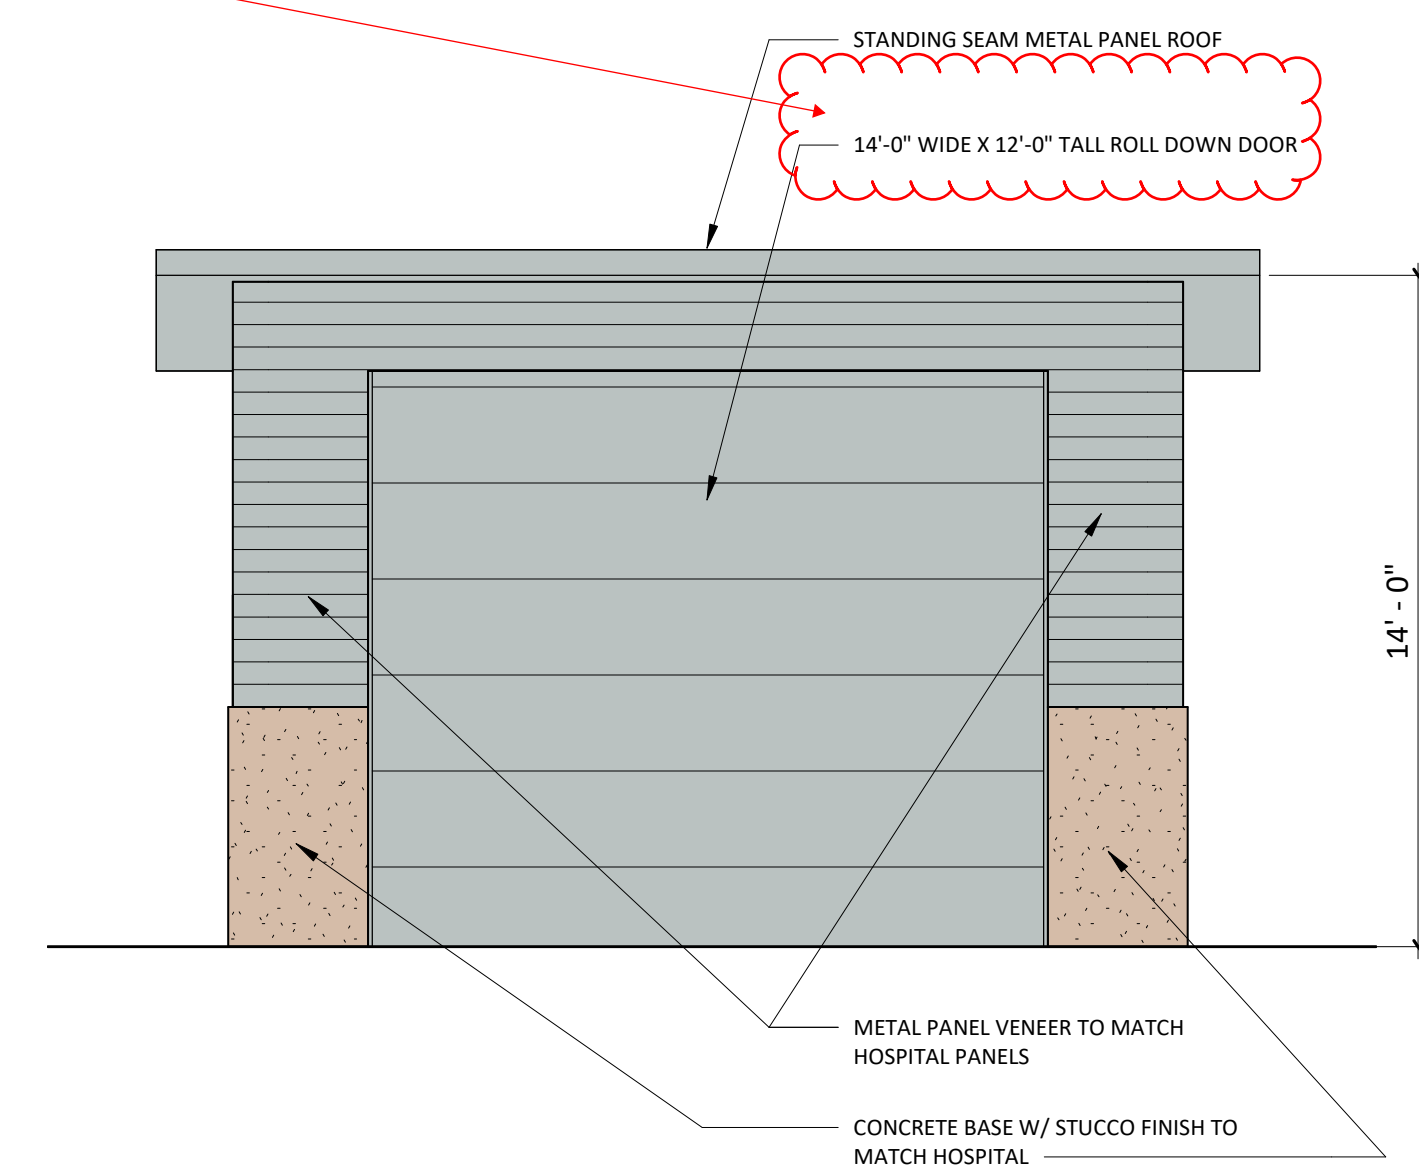 STANDING SEAM METAL PANEL ROOF
14'-0" WIDE X 12'-0" TALL ROLL DOWN DOOR
14' - 0"
METAL PANEL VENEER TO MATCH
HOSPITAL PANELS
CONCRETE BASE W/ STUCCO FINISH TO
MATCH HOSPITAL